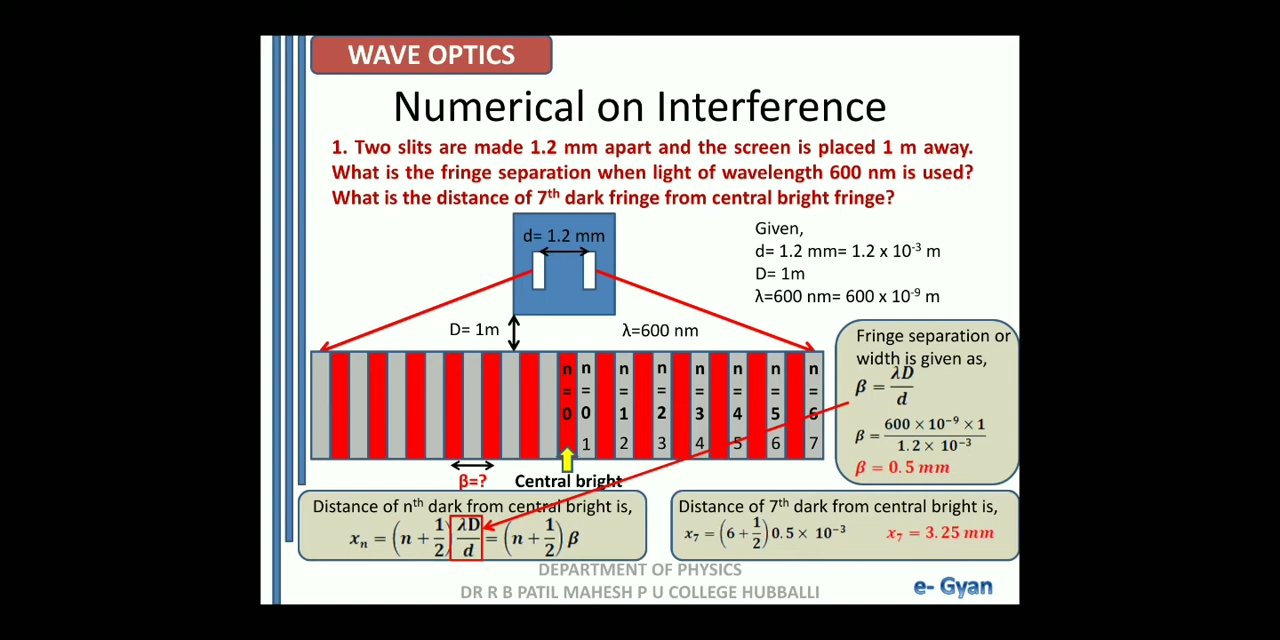 WAVE OPTICS
Numerical on Interference
1. Two slits are made 1.2 mm apart and the screen is placed 1 m away.
What is the fringe separation when light of wavelength 600 nm is used?
What is the distance of 7th dark fringe from central bright fringe?
d= 1.2 mm
Given,
d= 1.2 mm= 1.2 x 10-3 m
D= 1m
λ=600 nm= 600 x 10-9 m
D= 1m
λ=600 nm
n n n n n n n n
= = = = = = = =
0 0 1 2 3 4 5 6
1 2 3 4 5 6 7
β=?
Central bright
Fringe separation or
width is given as,
β = λD/d
β = 600 × 10⁻⁹ × 1 / 1.2 × 10⁻³
β = 0.5 mm
Distance of nth dark from central bright is,
xₙ = (n + 1/2) λD/d = (n + 1/2) β
Distance of 7th dark from central bright is,
x₇ = (6 + 1/2) 0.5 × 10⁻³ x₇ = 3.25 mm
DEPARTMENT OF PHYSICS
DR R B PATIL MAHESH P U COLLEGE HUBBALLI
e- Gyan